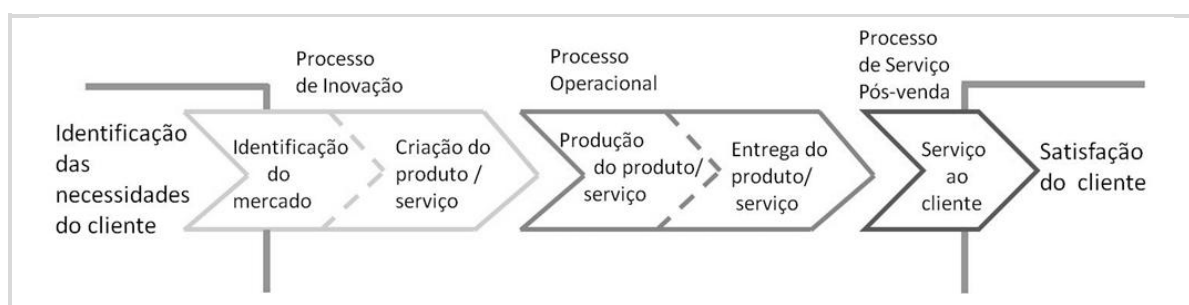 Processo
de Inovação
Processo
Operacional
Processo
de Serviço
Pós-venda
Identificação
das
necessidades
do cliente
Identificação
do
mercado
Criação do
produto /
serviço
Produção
do produto/
serviço
Entrega do
produto/
serviço
Serviço
ao
cliente
Satisfação
do cliente